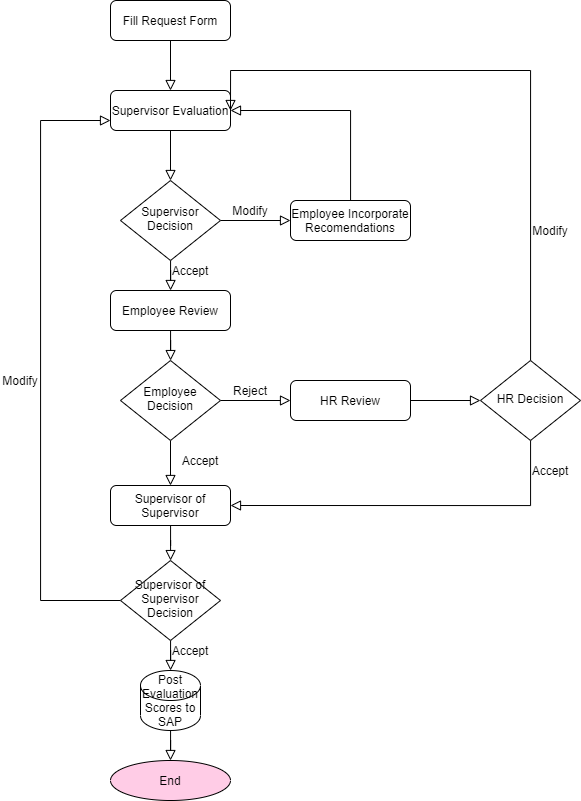 Fill Request Form
Supervisor Evaluation
Supervisor
Decision
Modify
Employee Incorporate
Recomendations
Modify
Accept
Employee Review
Modify
Employee
Decision
Reject
HR Review
HR Decision
Accept
Accept
Supervisor of
Supervisor
Supervisor of
Supervisor
Decision
Accept
Post
Evaluation
Scores to
SAP
End